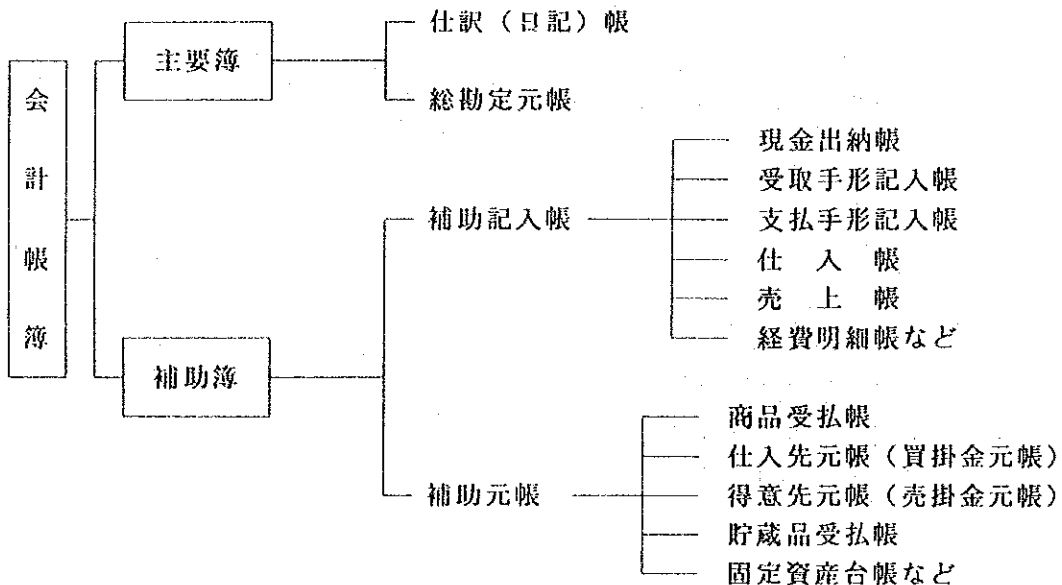 会計帳簿
主要簿
仕訳（日記）帳
総勘定元帳
補助簿
補助記入帳
現金出納帳
受取手形記入帳
支払手形記入帳
仕入帳
売上帳
経費明細帳など
補助元帳
商品受払帳
仕入先元帳（買掛金元帳）
得意先元帳（売掛金元帳）
貯蔵品受払帳
固定資産台帳など